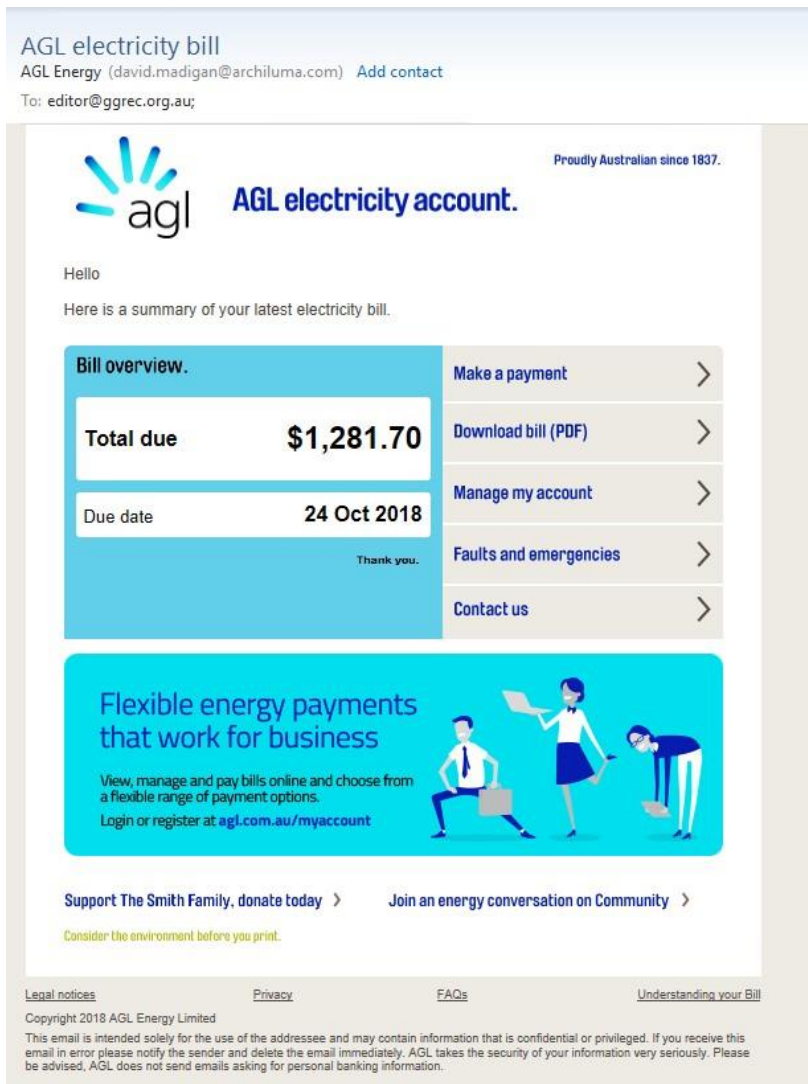 AGL electricity bill
AGL Energy (david.madigan@archiluma.com) Add contact
To: editor@ggrec.org.au;
Proudly Australian since 1837.
agl
AGL electricity account.
Hello
Here is a summary of your latest electricity bill.
Bill overview.
Total due $1,281.70
Due date 24 Oct 2018
Thank you.
Make a payment
Download bill (PDF)
Manage my account
Faults and emergencies
Contact us
Flexible energy payments
that work for business
View, manage and pay bills online and choose from
a flexible range of payment options.
Login or register at agl.com.au/myaccount
Support The Smith Family, donate today Join an energy conversation on Community
Consider the environment before you print.
Legal notices Privacy FAQs Understanding your Bill
Copyright 2018 AGL Energy Limited
This email is intended solely for the use of the addressee and may contain information that is confidential or privileged. If you receive this
email in error please notify the sender and delete the email immediately. AGL takes the security of your information very seriously. Please
be advised, AGL does not send emails asking for personal banking information.